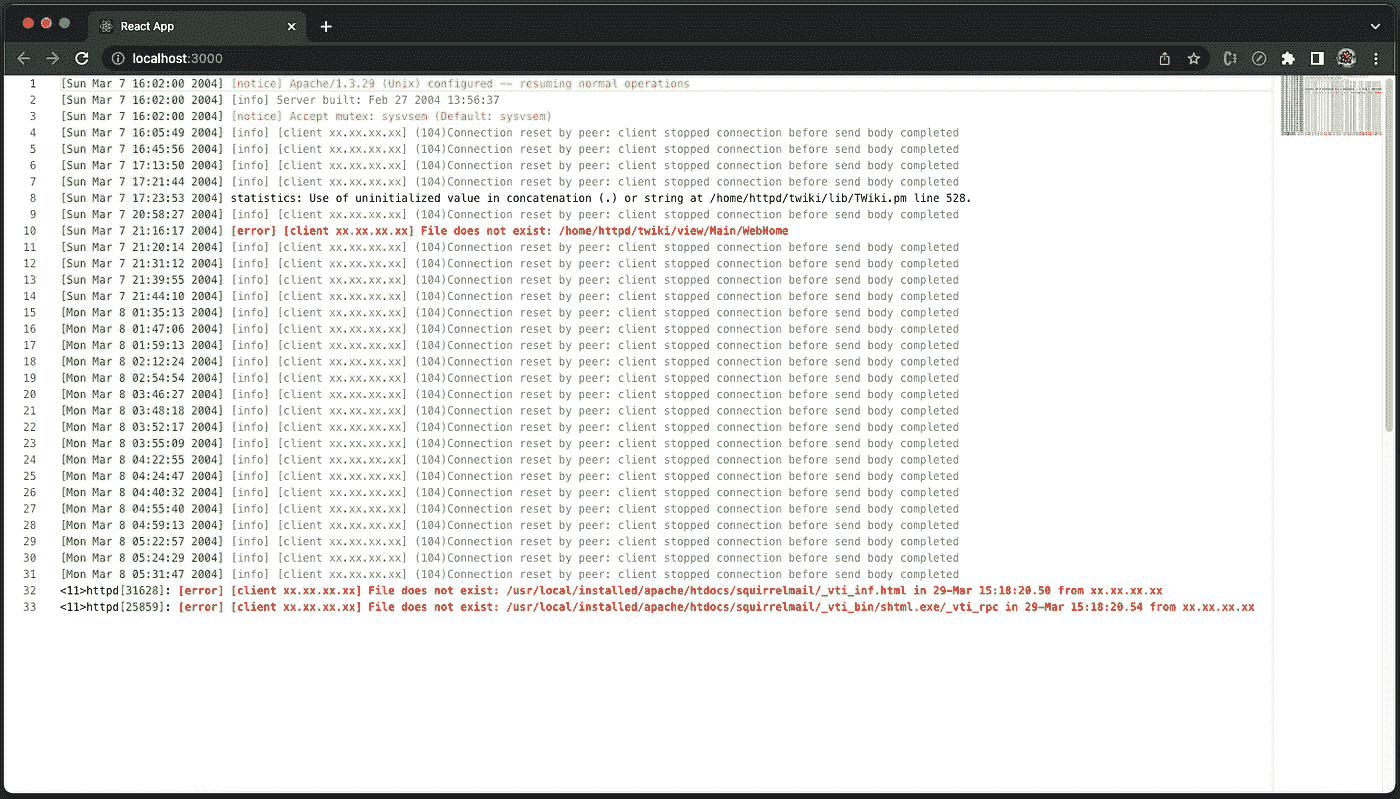 React App
localhost:3000
1 [Sun Mar 7 16:02:00 2004] [notice] Apache/1.3.29 (Unix) configured -- resuming normal operations
2 [Sun Mar 7 16:02:00 2004] [info] Server built: Feb 27 2004 13:56:37
3 [Sun Mar 7 16:02:00 2004] [notice] Accept mutex: sysvsem (Default: sysvsem)
4 [Sun Mar 7 16:05:49 2004] [info] [client xx.xx.xx.xx] (104)Connection reset by peer: client stopped connection before send body completed
5 [Sun Mar 7 16:45:56 2004] [info] [client xx.xx.xx.xx] (104)Connection reset by peer: client stopped connection before send body completed
6 [Sun Mar 7 17:13:50 2004] [info] [client xx.xx.xx.xx] (104)Connection reset by peer: client stopped connection before send body completed
7 [Sun Mar 7 17:21:44 2004] [info] [client xx.xx.xx.xx] (104)Connection reset by peer: client stopped connection before send body completed
8 [Sun Mar 7 17:23:53 2004] statistics: Use of uninitialized value in concatenation (.) or string at /home/httpd/twiki/lib/TWiki.pm line 528.
9 [Sun Mar 7 20:58:27 2004] [info] [client xx.xx.xx.xx] (104)Connection reset by peer: client stopped connection before send body completed
10 [Sun Mar 7 21:16:17 2004] [error] [client xx.xx.xx.xx] File does not exist: /home/httpd/twiki/view/Main/WebHome
11 [Sun Mar 7 21:20:14 2004] [info] [client xx.xx.xx.xx] (104)Connection reset by peer: client stopped connection before send body completed
12 [Sun Mar 7 21:31:12 2004] [info] [client xx.xx.xx.xx] (104)Connection reset by peer: client stopped connection before send body completed
13 [Sun Mar 7 21:39:55 2004] [info] [client xx.xx.xx.xx] (104)Connection reset by peer: client stopped connection before send body completed
14 [Sun Mar 7 21:44:10 2004] [info] [client xx.xx.xx.xx] (104)Connection reset by peer: client stopped connection before send body completed
15 [Mon Mar 8 01:35:13 2004] [info] [client xx.xx.xx.xx] (104)Connection reset by peer: client stopped connection before send body completed
16 [Mon Mar 8 01:47:06 2004] [info] [client xx.xx.xx.xx] (104)Connection reset by peer: client stopped connection before send body completed
17 [Mon Mar 8 01:59:13 2004] [info] [client xx.xx.xx.xx] (104)Connection reset by peer: client stopped connection before send body completed
18 [Mon Mar 8 02:12:24 2004] [info] [client xx.xx.xx.xx] (104)Connection reset by peer: client stopped connection before send body completed
19 [Mon Mar 8 02:54:54 2004] [info] [client xx.xx.xx.xx] (104)Connection reset by peer: client stopped connection before send body completed
20 [Mon Mar 8 03:46:27 2004] [info] [client xx.xx.xx.xx] (104)Connection reset by peer: client stopped connection before send body completed
21 [Mon Mar 8 03:48:18 2004] [info] [client xx.xx.xx.xx] (104)Connection reset by peer: client stopped connection before send body completed
22 [Mon Mar 8 03:52:17 2004] [info] [client xx.xx.xx.xx] (104)Connection reset by peer: client stopped connection before send body completed
23 [Mon Mar 8 03:55:09 2004] [info] [client xx.xx.xx.xx] (104)Connection reset by peer: client stopped connection before send body completed
24 [Mon Mar 8 04:22:55 2004] [info] [client xx.xx.xx.xx] (104)Connection reset by peer: client stopped connection before send body completed
25 [Mon Mar 8 04:24:47 2004] [info] [client xx.xx.xx.xx] (104)Connection reset by peer: client stopped connection before send body completed
26 [Mon Mar 8 04:40:32 2004] [info] [client xx.xx.xx.xx] (104)Connection reset by peer: client stopped connection before send body completed
27 [Mon Mar 8 04:55:40 2004] [info] [client xx.xx.xx.xx] (104)Connection reset by peer: client stopped connection before send body completed
28 [Mon Mar 8 04:59:13 2004] [info] [client xx.xx.xx.xx] (104)Connection reset by peer: client stopped connection before send body completed
29 [Mon Mar 8 05:22:57 2004] [info] [client xx.xx.xx.xx] (104)Connection reset by peer: client stopped connection before send body completed
30 [Mon Mar 8 05:24:29 2004] [info] [client xx.xx.xx.xx] (104)Connection reset by peer: client stopped connection before send body completed
31 [Mon Mar 8 05:31:47 2004] [info] [client xx.xx.xx.xx] (104)Connection reset by peer: client stopped connection before send body completed
32 <11>httpd[31628]: [error] [client xx.xx.xx.xx] File does not exist: /usr/local/installed/apache/htdocs/squirrelmail/_vti_inf.html in 29-Mar 15:18:20.50 from xx.xx.xx.xx
33 <11>httpd[25859]: [error] [client xx.xx.xx.xx] File does not exist: /usr/local/installed/apache/htdocs/squirrelmail/_vti_bin/shtml.exe/_vti_rpc in 29-Mar 15:18:20.54 from xx.xx.xx.xx